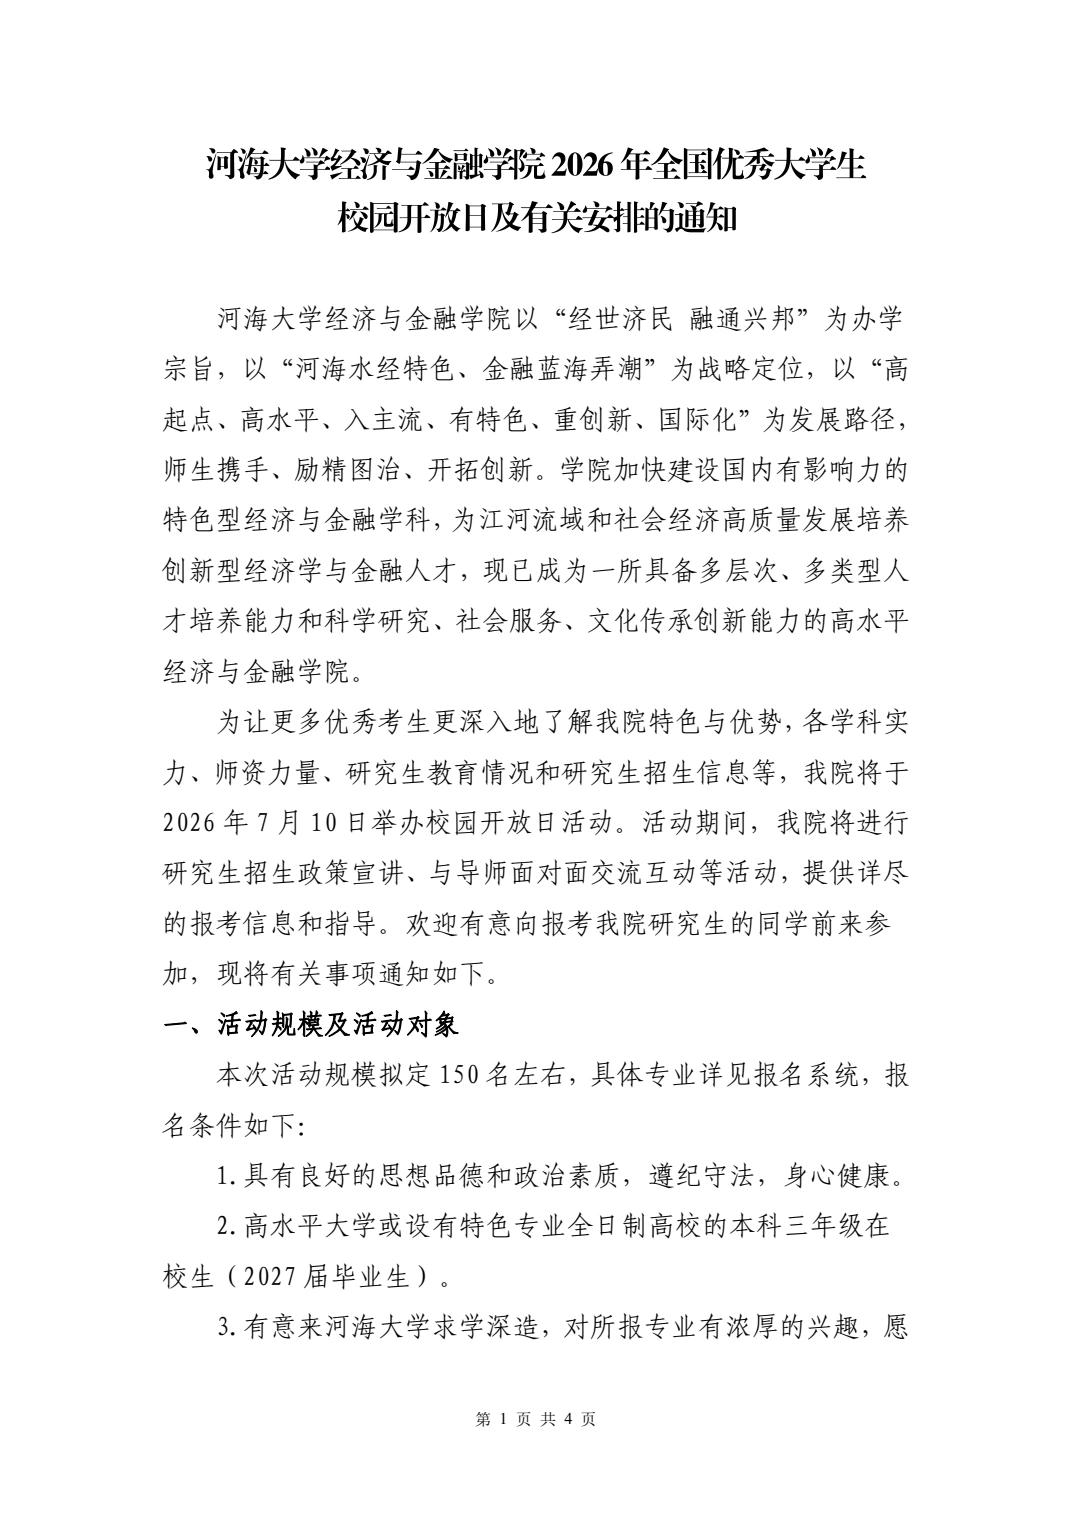 河海大学经济与金融学院 2026 年全国优秀大学生
校园开放日及有关安排的通知
河海大学经济与金融学院以“经世济民 融通兴邦”为办学
宗旨，以“河海水经特色、金融蓝海弄潮”为战略定位，以“高
起点、高水平、入主流、有特色、重创新、国际化”为发展路径，
师生携手、励精图治、开拓创新。学院加快建设国内有影响力的
特色型经济与金融学科，为江河流域和社会经济高质量发展培养
创新型经济学与金融人才，现已成为一所具备多层次、多类型人
才培养能力和科学研究、社会服务、文化传承创新能力的高水平
经济与金融学院。
为让更多优秀考生更深入地了解我院特色与优势，各学科实
力、师资力量、研究生教育情况和研究生招生信息等，我院将于
2026 年 7 月 10 日举办校园开放日活动。活动期间，我院将进行
研究生招生政策宣讲、与导师面对面交流互动等活动，提供详尽
的报考信息和指导。欢迎有意向报考我院研究生的同学前来参
加，现将有关事项通知如下。
一、活动规模及活动对象
本次活动规模拟定 150 名左右，具体专业详见报名系统，报
名条件如下：
1.具有良好的思想品德和政治素质，遵纪守法，身心健康。
2.高水平大学或设有特色专业全日制高校的本科三年级在
校生（2027 届毕业生）。
3.有意来河海大学求学深造，对所报专业有浓厚的兴趣，愿
第 1 页 共 4 页